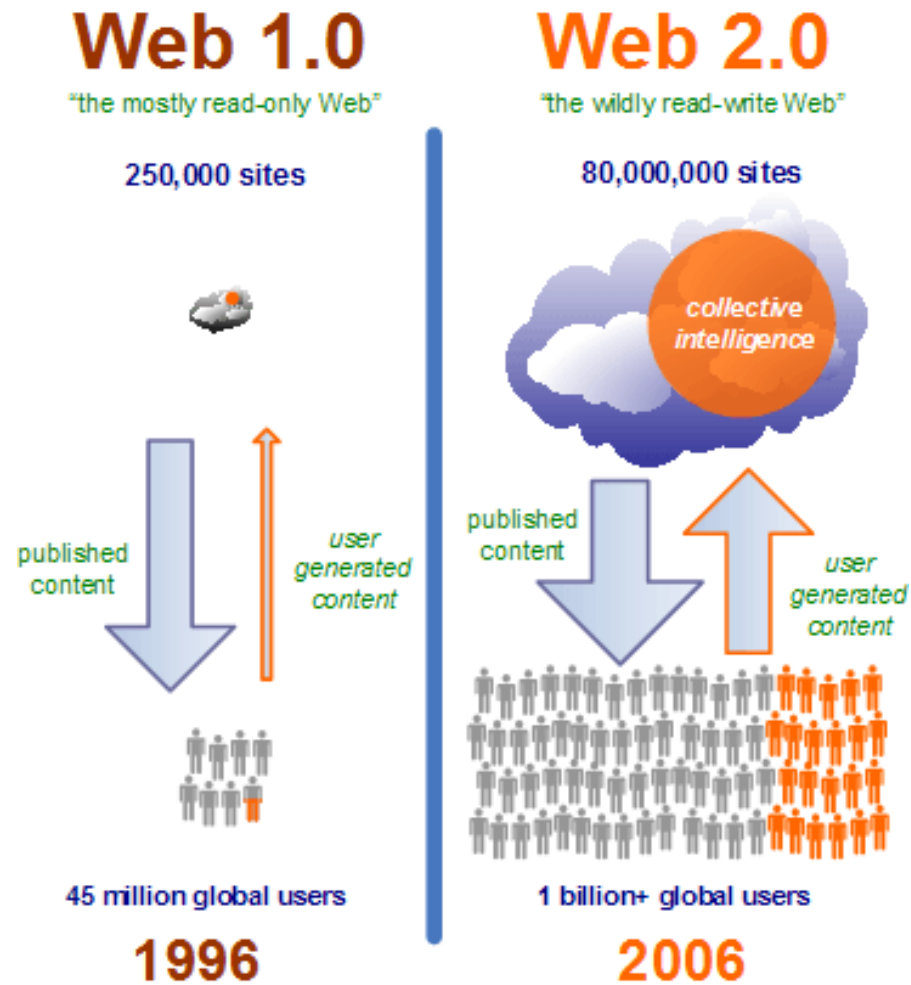 Web 1.0
"the mostly read-only Web"
250,000 sites
published
content
user
generated
content
45 million global users
1996
Web 2.0
"the wildly read-write Web"
80,000,000 sites
collective
intelligence
published
content
user
generated
content
1 billion+ global users
2006